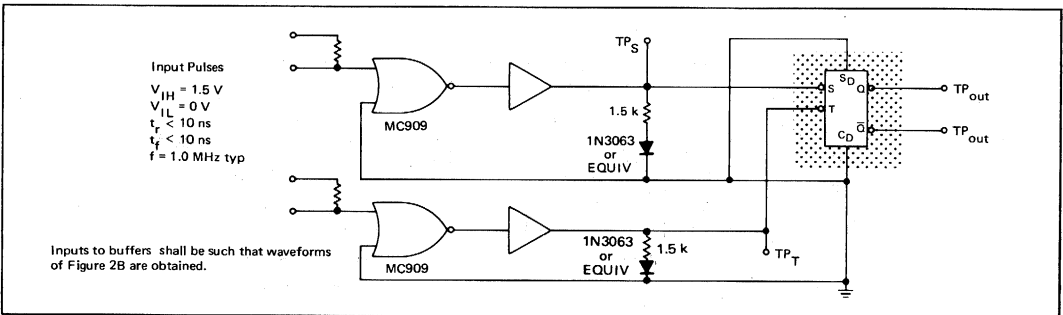 Input Pulses
V_IH = 1.5 V
V_IL = 0 V
t_r < 10 ns
t_f < 10 ns
f = 1.0 MHz typ
MC909
TP_S
1.5 k
1N3063
or
EQUIV
S_D
S
Q
T
Q̅
C_D
TP_out
TP_out
MC909
1N3063
or
EQUIV
1.5 k
TP_T
Inputs to buffers shall be such that waveforms
of Figure 2B are obtained.